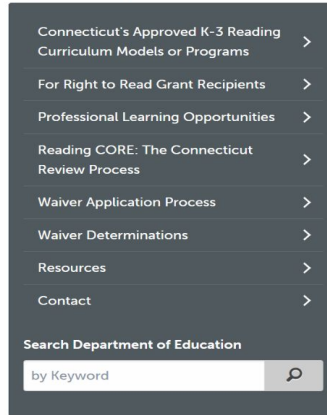 Connecticut's Approved K-3 Reading
Curriculum Models or Programs
For Right to Read Grant Recipients
Professional Learning Opportunities
Reading CORE: The Connecticut
Review Process
Waiver Application Process
Waiver Determinations
Resources
Contact
Search Department of Education
by Keyword